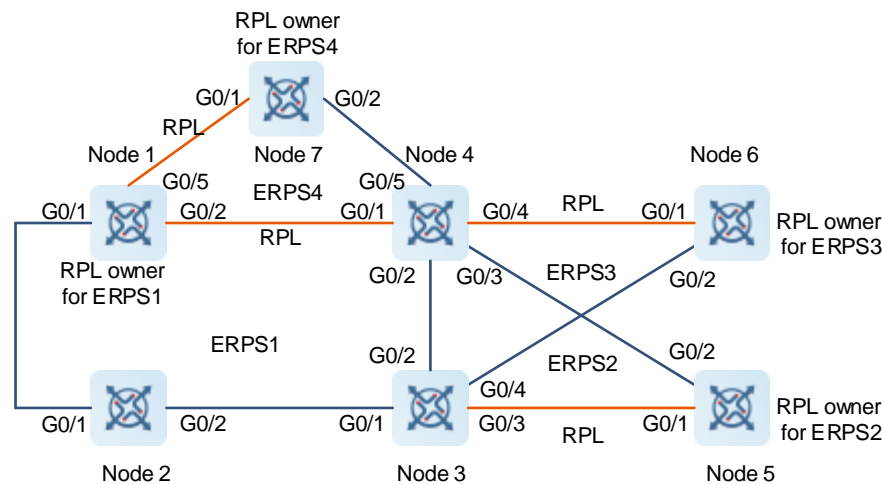 RPL owner
for ERPS4
G0/1
G0/2
RPL
Node 1
Node 7
Node 4
Node 6
G0/5
ERPS4
G0/5
G0/1
G0/2
G0/1
G0/4
RPL
G0/1
RPL
RPL owner
for ERPS3
RPL owner
for ERPS1
G0/2
G0/3
ERPS3
G0/2
ERPS1
G0/2
ERPS2
G0/2
G0/4
G0/1
G0/2
G0/1
G0/3
RPL
G0/1
RPL owner
for ERPS2
Node 2
Node 3
Node 5